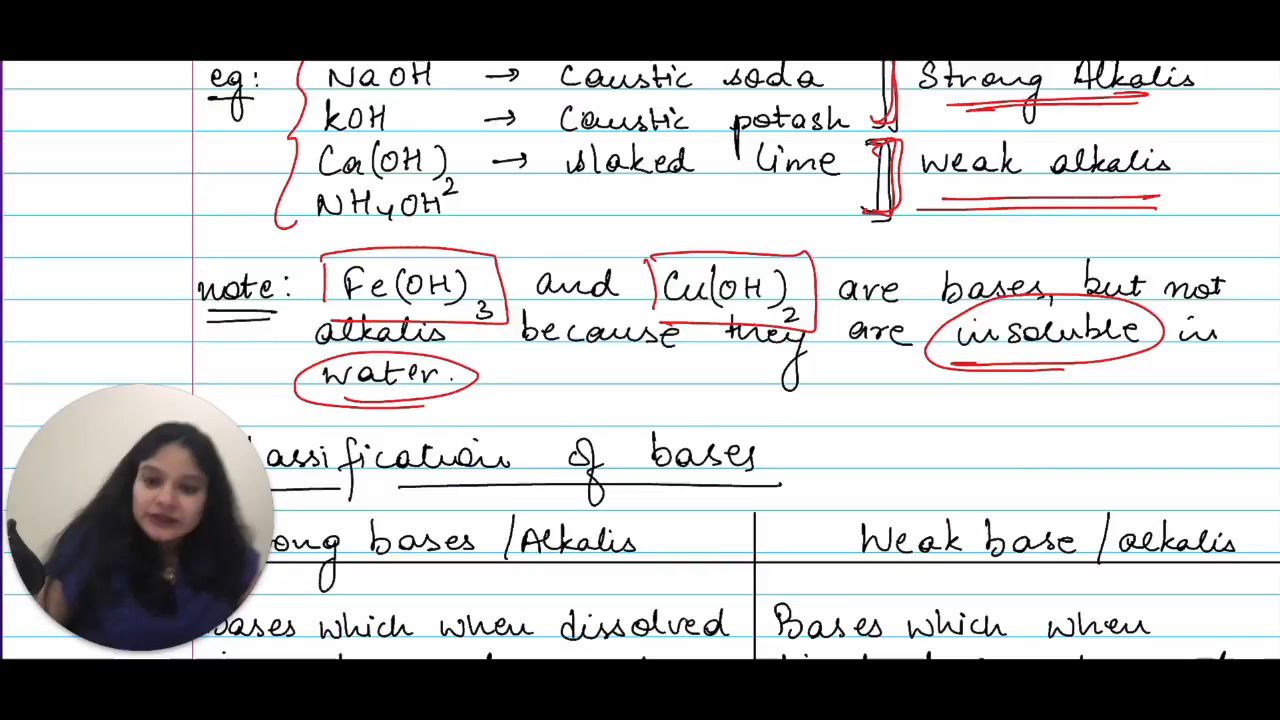 eg: NaOH → Caustic soda Strong Alkalis
KOH → Caustic potash
Ca(OH)2 → slaked lime weak alkalis
NH4OH
note: Fe(OH)3 and Cu(OH)2 are bases, but not
alkalis because they are insoluble in
water.
assification of bases
ong bases / Alkalis Weak base / alkalis
Bases which when dissolved Bases which when